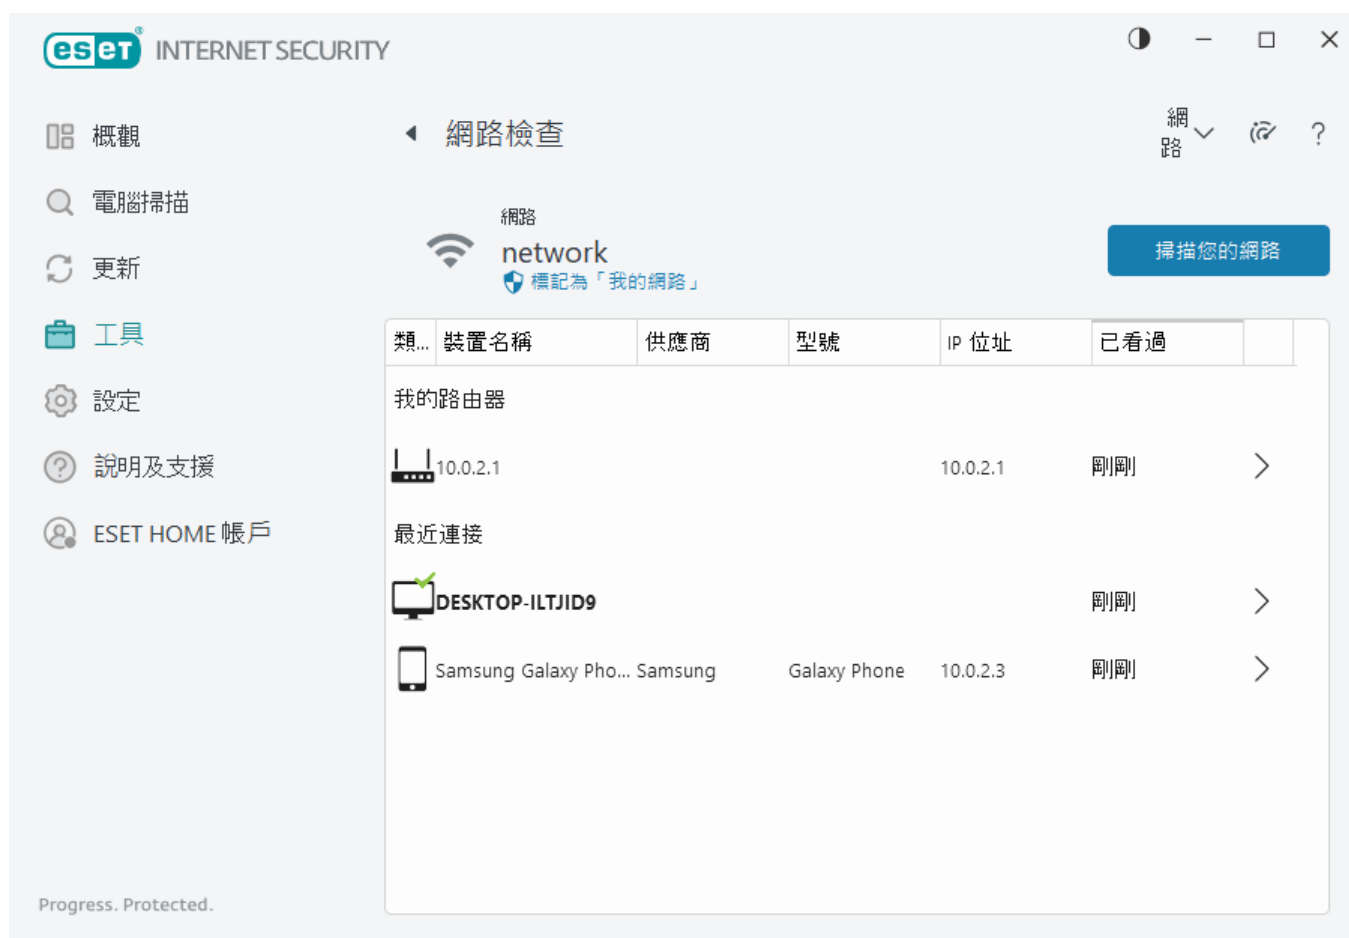 eset® INTERNET SECURITY
概觀
電腦掃描
更新
工具
設定
說明及支援
ESET HOME 帳戶
Progress. Protected.
網路檢查
網
路
?
網路
network
標記為「我的網路」
掃描您的網路
類... 裝置名稱 供應商 型號 IP 位址 已看過
我的路由器
10.0.2.1 10.0.2.1 剛剛
最近連接
DESKTOP-ILTJID9 剛剛
Samsung Galaxy Pho... Samsung Galaxy Phone 10.0.2.3 剛剛